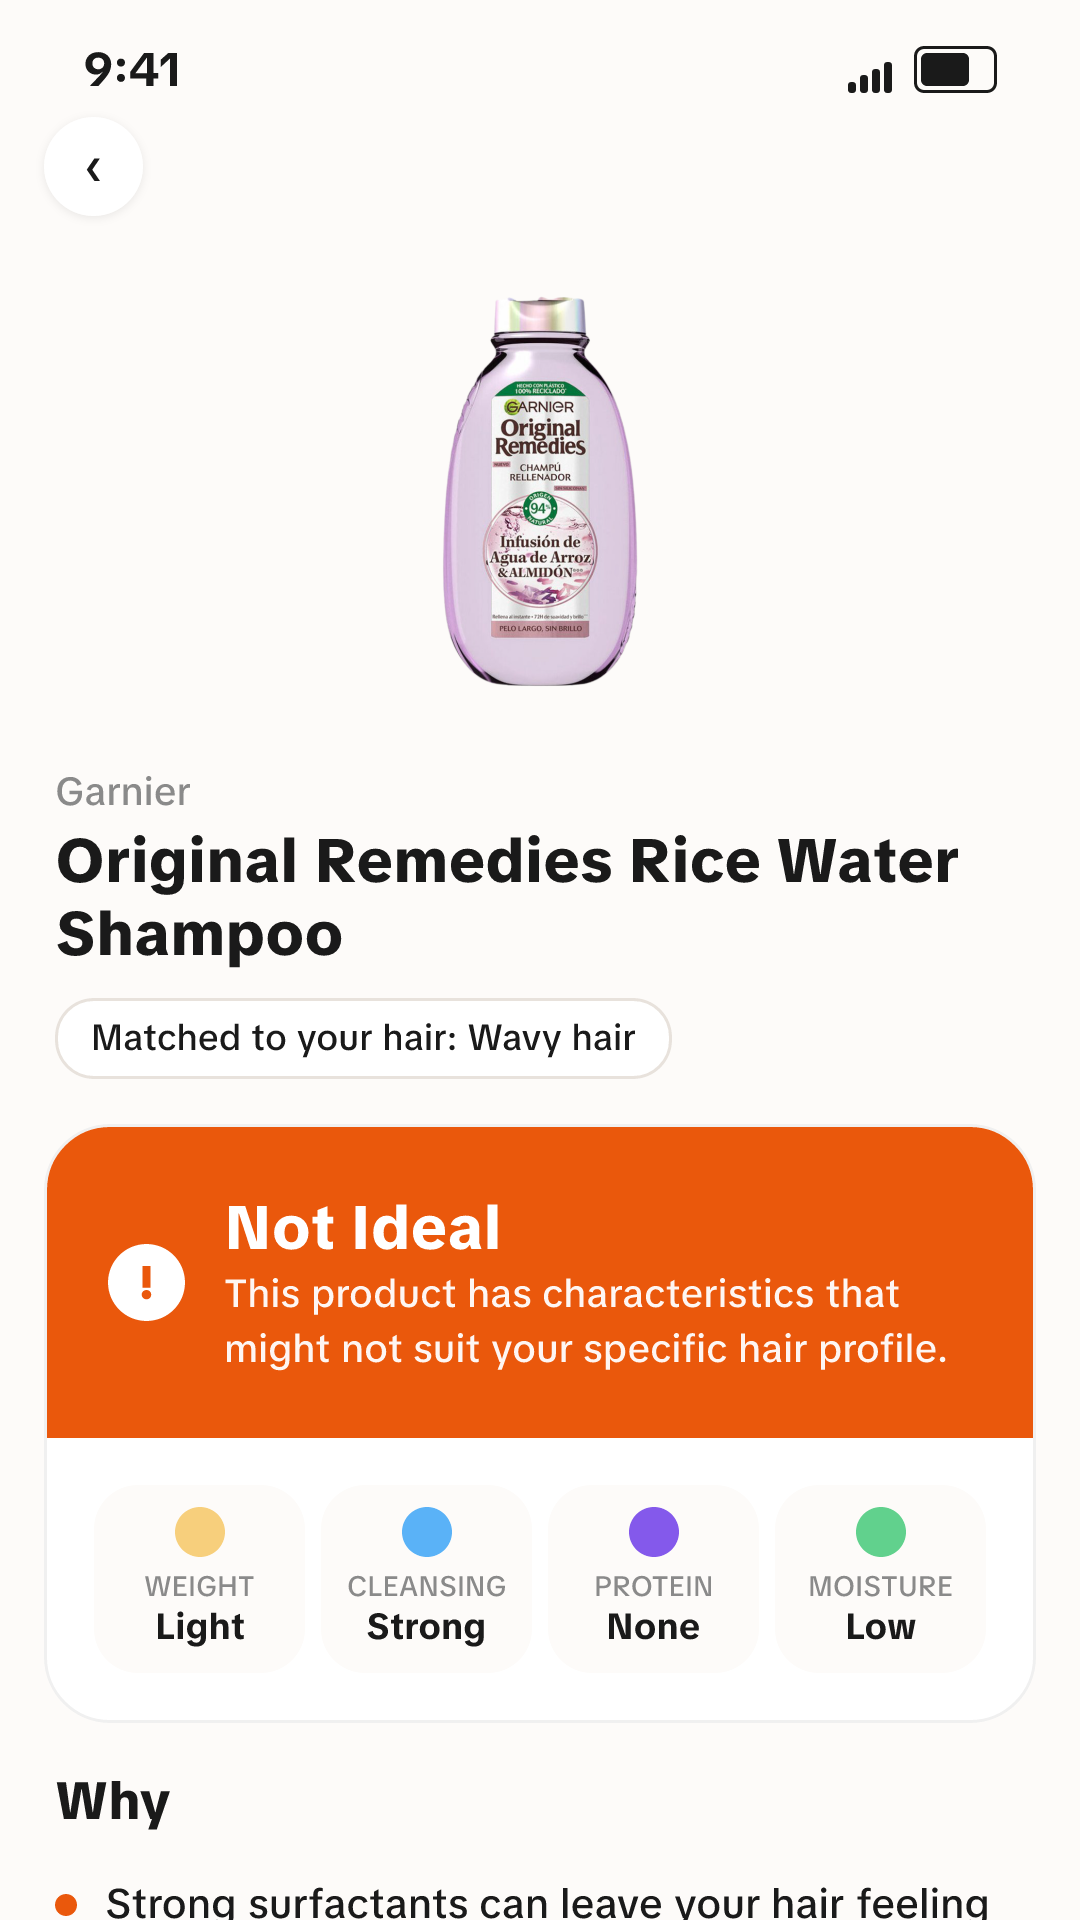 9:41
HECHO CON PLÁSTICO
100% RECICLADO*
GARNIER
Original
Remedies
NUEVO
CHAMPÚ
RELLENADOR
ORIGEN
94%
NATURAL
Infusión de
Agua de Arroz
& ALMIDÓN
PELO LARGO, SIN BRILLO
Garnier
Original Remedies Rice Water
Shampoo
Matched to your hair: Wavy hair
!
Not Ideal
This product has characteristics that
might not suit your specific hair profile.
WEIGHT
Light
CLEANSING
Strong
PROTEIN
None
MOISTURE
Low
Why
Strong surfactants can leave your hair feeling